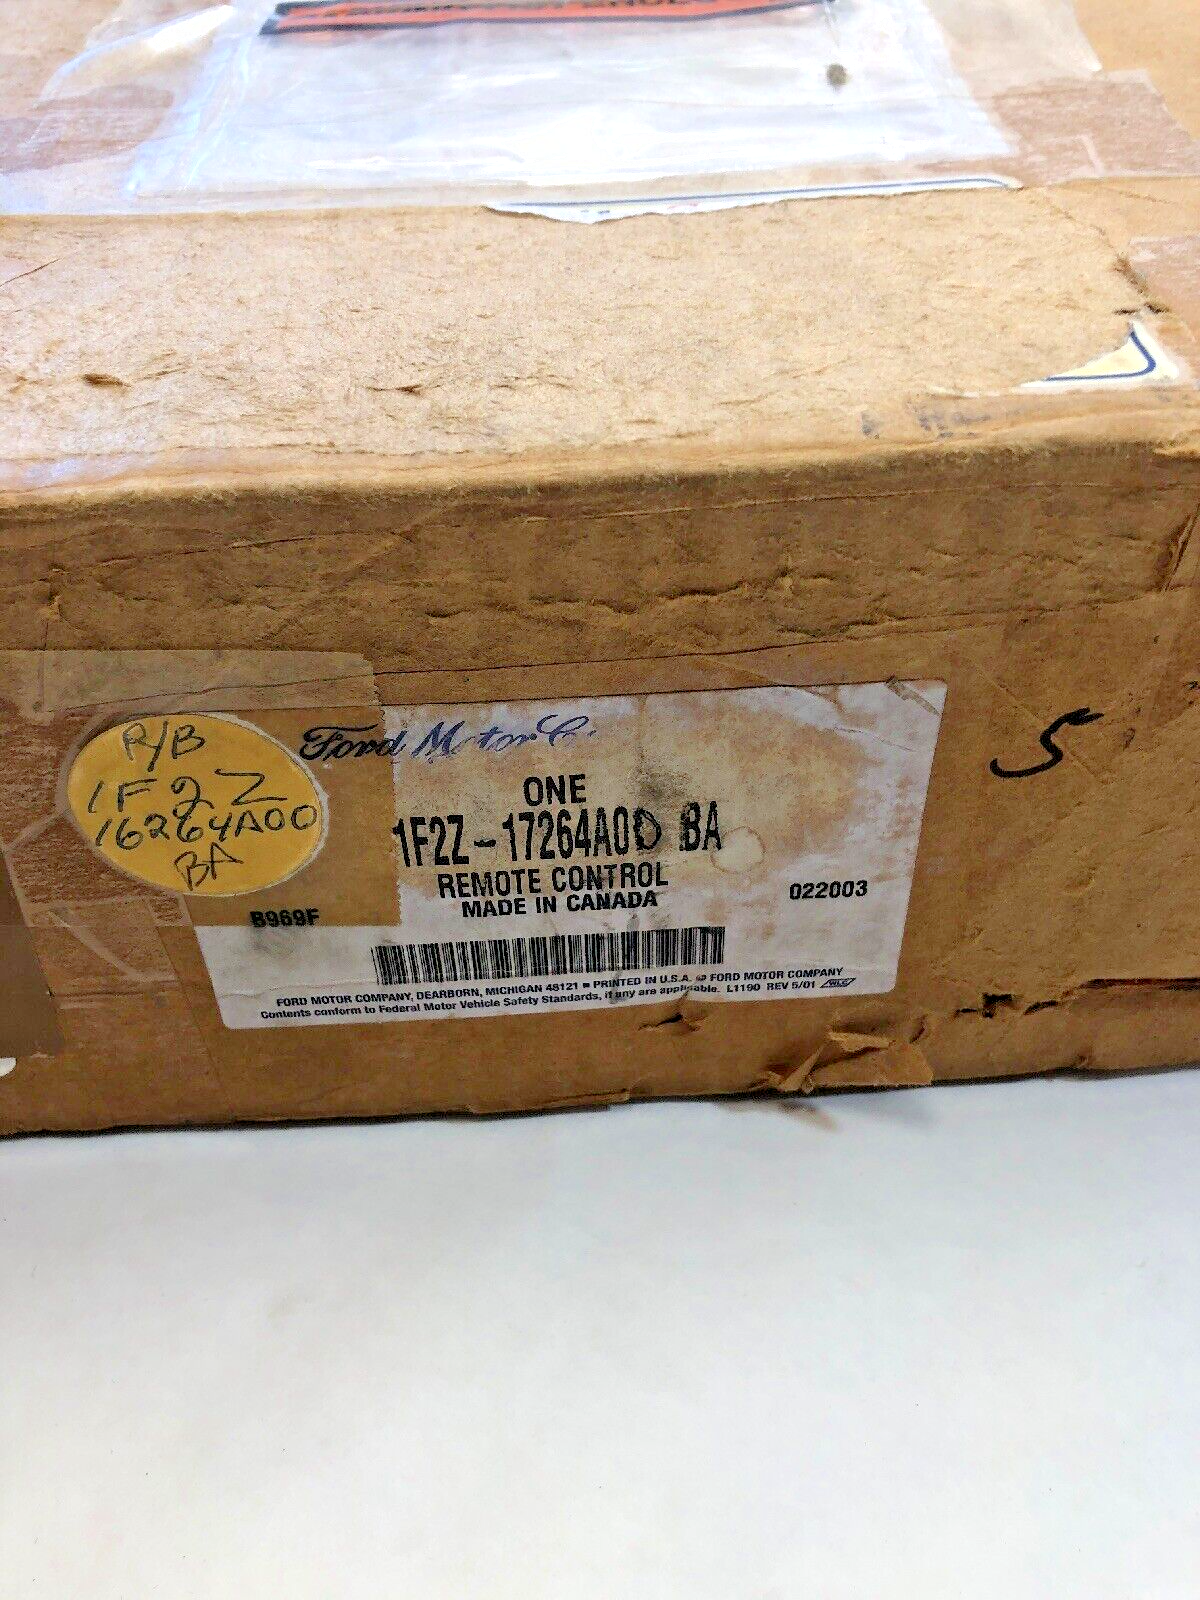 R/B
1F2Z
16264A00
BA
Ford Motor Co.
ONE
1F2Z-17264A00 BA
REMOTE CONTROL
MADE IN CANADA
B969F
022003
FORD MOTOR COMPANY, DEARBORN, MICHIGAN 48121 ■ PRINTED IN U.S.A. © FORD MOTOR COMPANY
Contents conform to Federal Motor Vehicle Safety Standards, if any are applicable. L1190 REV 5/01 WLC
5